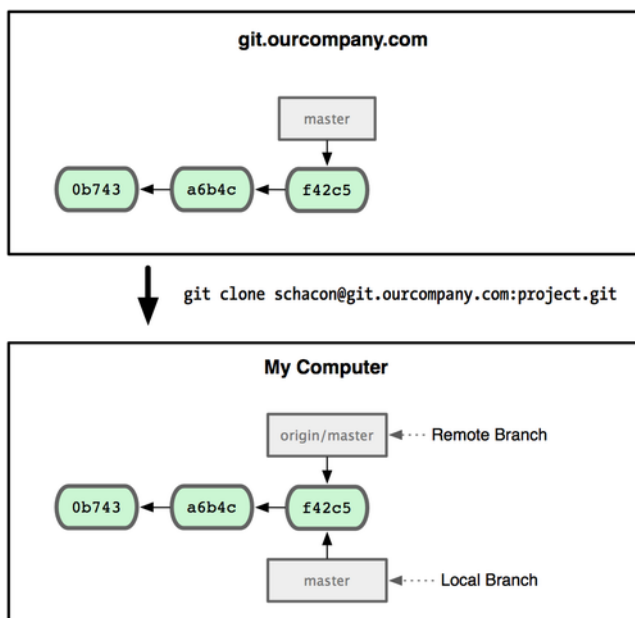 git.ourcompany.com
master
0b743 a6b4c f42c5
git clone schacon@git.ourcompany.com:project.git
My Computer
origin/master Remote Branch
0b743 a6b4c f42c5
master Local Branch